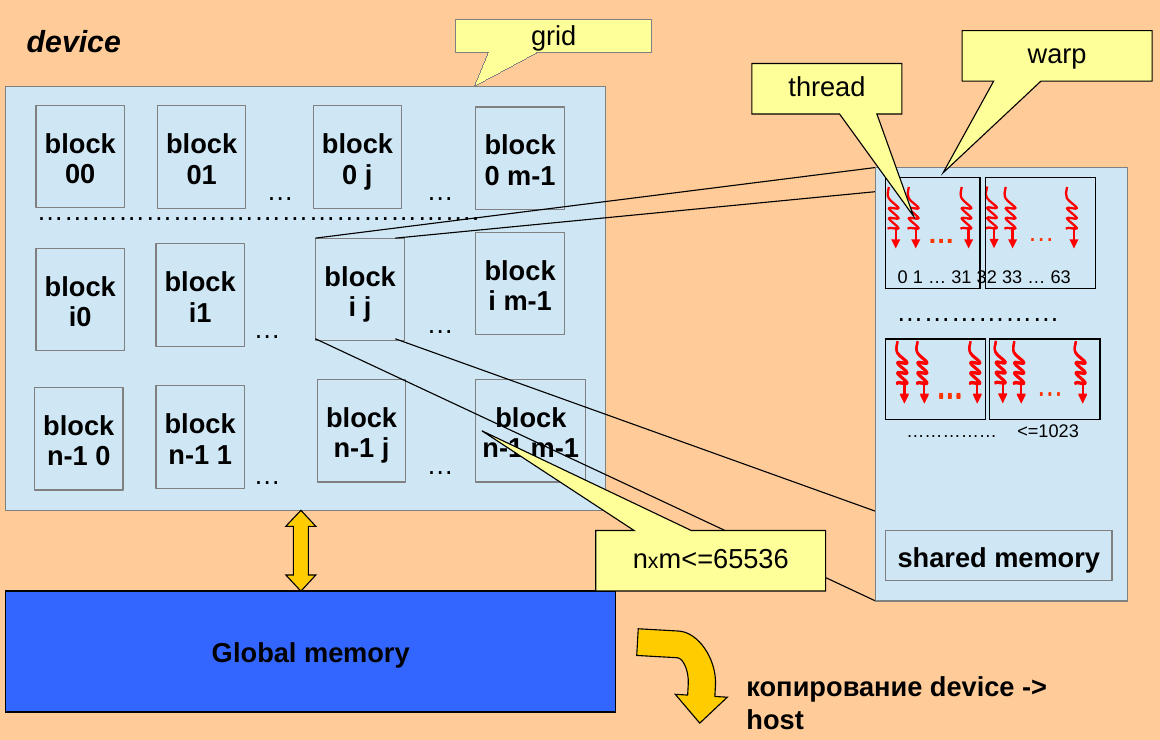 device
grid
thread
warp
block
00
block
01
…
block
0 j
…
block
0 m-1
……………………………………………
block
i0
block
i1
…
block
i j
…
block
i m-1
block
n-1 0
block
n-1 1
…
block
n-1 j
…
block
n-1 m-1
… …
0 1 … 31 32 33 … 63
………………
… …
…………… <=1023
shared memory
nxm<=65536
Global memory
копирование device ->
host